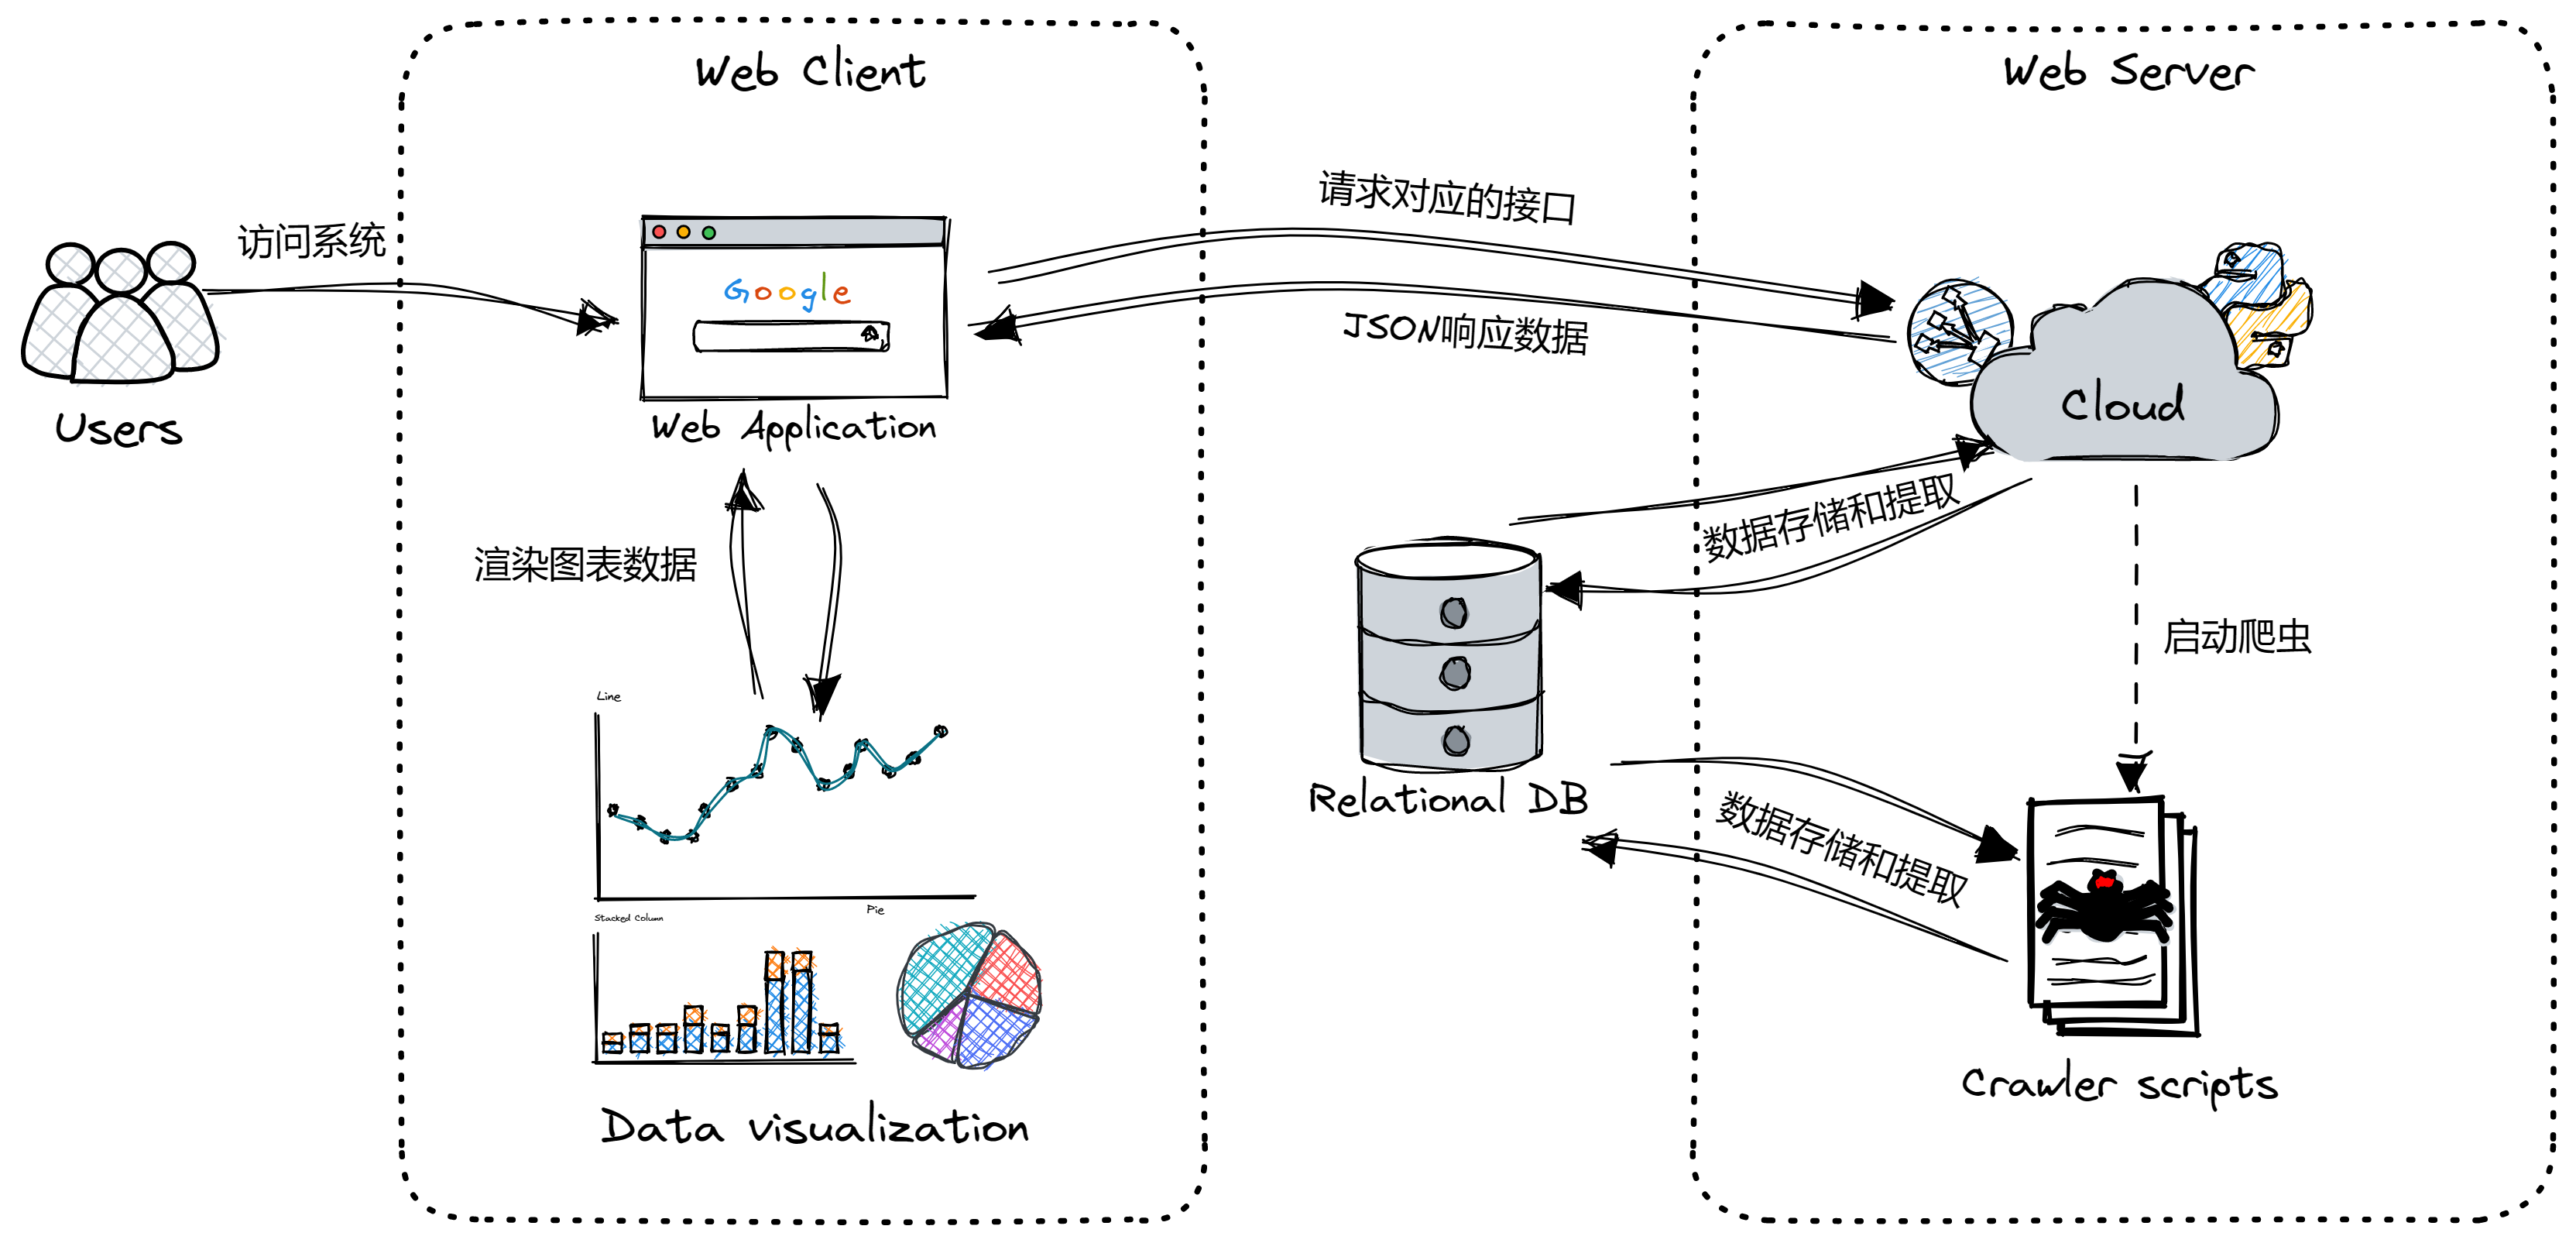 Web Client
Web Server
请求对应的接口
访问系统
Google
JSON响应数据
Cloud
Users
Web Application
数据存储和提取
渲染图表数据
启动爬虫
Line
Relational DB
数据存储和提取
Pie
Stacked Column
Crawler scripts
Data visualization